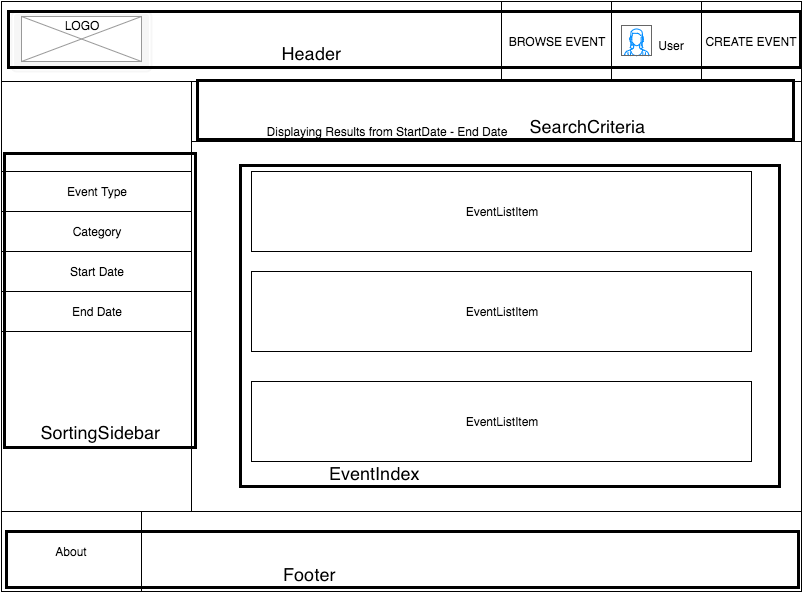 LOGO
Header
BROWSE EVENT
User
CREATE EVENT
Displaying Results from StartDate - End Date
SearchCriteria
Event Type
Category
Start Date
End Date
SortingSidebar
EventListItem
EventListItem
EventListItem
EventIndex
About
Footer